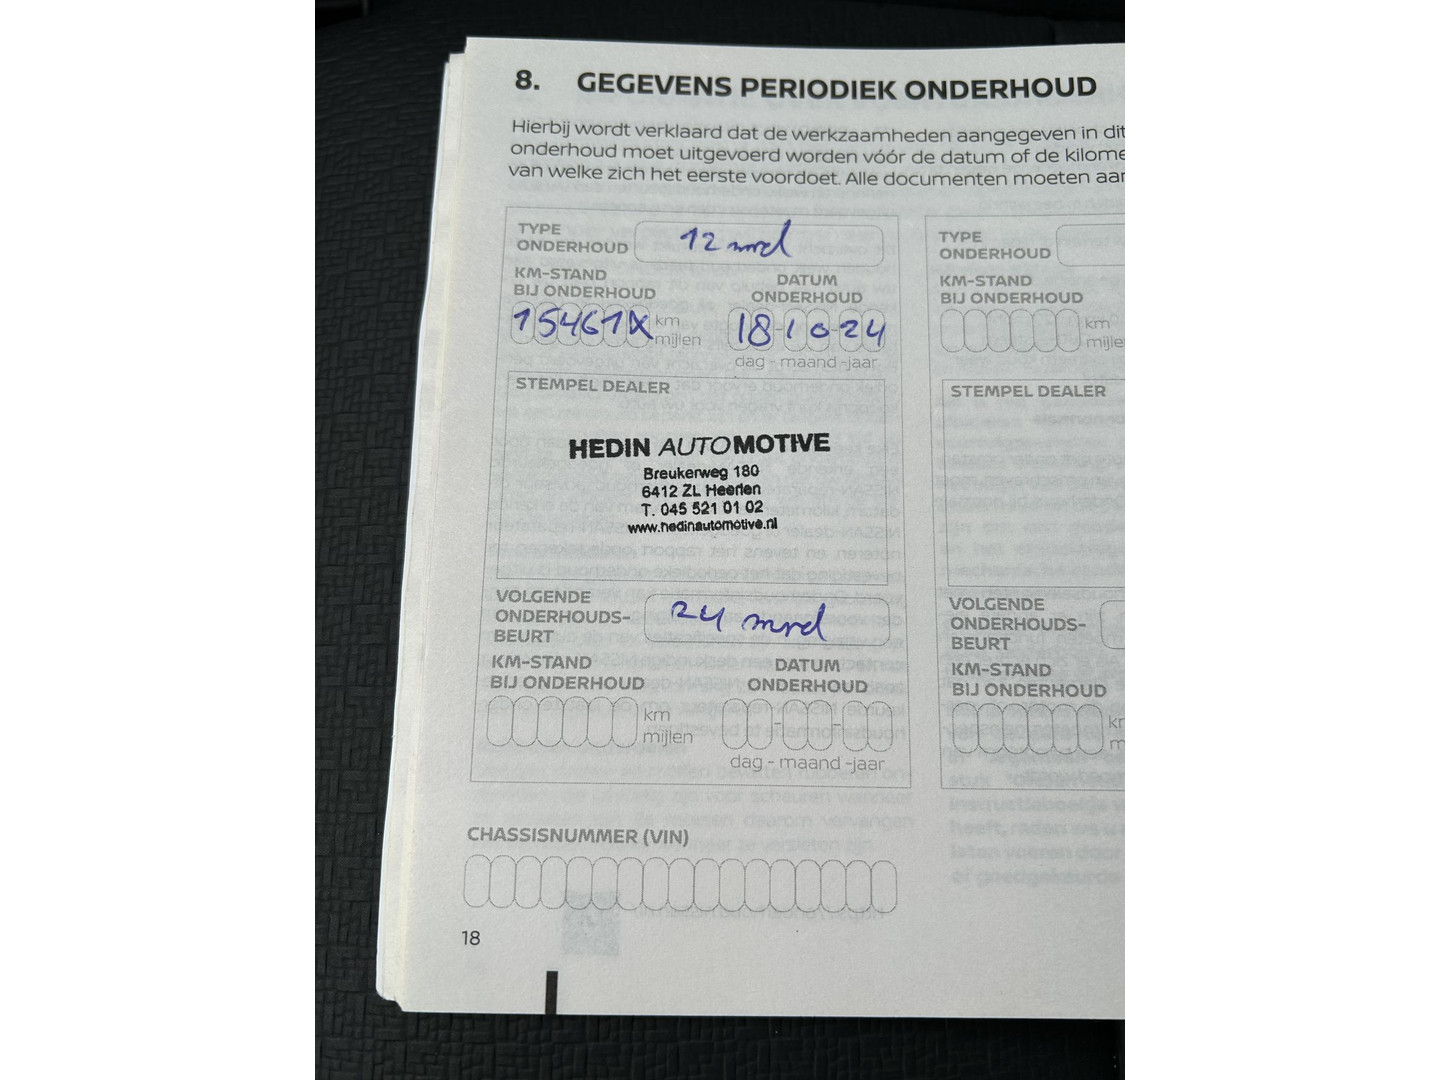 8. GEGEVENS PERIODIEK ONDERHOUD
Hierbij wordt verklaard dat de werkzaamheden aangegeven in dit
onderhoud moet uitgevoerd worden vóór de datum of de kilome
van welke zich het eerste voordoet. Alle documenten moeten aan
TYPE
ONDERHOUD
12 mnd
KM-STAND
BIJ ONDERHOUD
km
mijlen
DATUM
ONDERHOUD
18-10-24
dag - maand -jaar
STEMPEL DEALER
HEDIN AUTOMOTIVE
Breukerweg 180
6412 ZL Heerlen
T. 045 521 01 02
www.hedinautomotive.nl
VOLGENDE
ONDERHOUDS-
BEURT
24 mnd
KM-STAND
BIJ ONDERHOUD
km
mijlen
DATUM
ONDERHOUD
dag - maand -jaar
TYPE
ONDERHOUD
KM-STAND
BIJ ONDERHOUD
km
mijle
STEMPEL DEALER
VOLGENDE
ONDERHOUDS-
BEURT
KM-STAND
BIJ ONDERHOUD
CHASSISNUMMER (VIN)
18